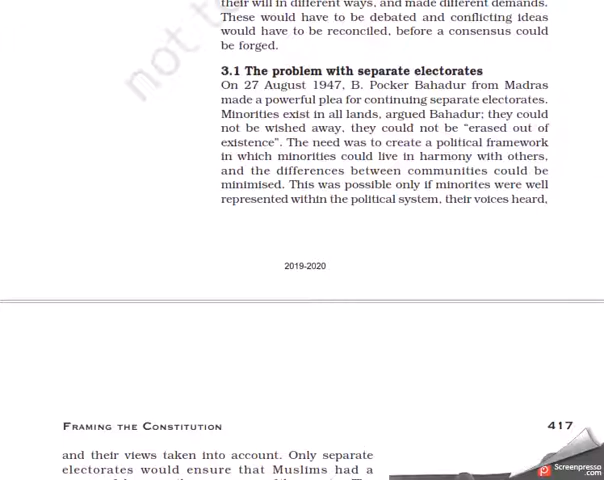 their will in different ways, and made different demands.
These would have to be debated and conflicting ideas
would have to be reconciled, before a consensus could
be forged.
not to
3.1 The problem with separate electorates
On 27 August 1947, B. Pocker Bahadur from Madras
made a powerful plea for continuing separate electorates.
Minorities exist in all lands, argued Bahadur; they could
not be wished away, they could not be “erased out of
existence”. The need was to create a political framework
in which minorities could live in harmony with others,
and the differences between communities could be
minimised. This was possible only if minorites were well
represented within the political system, their voices heard,
2019-2020
FRAMING THE CONSTITUTION
417
and their views taken into account. Only separate
electorates would ensure that Muslims had a
Screenpresso
.com